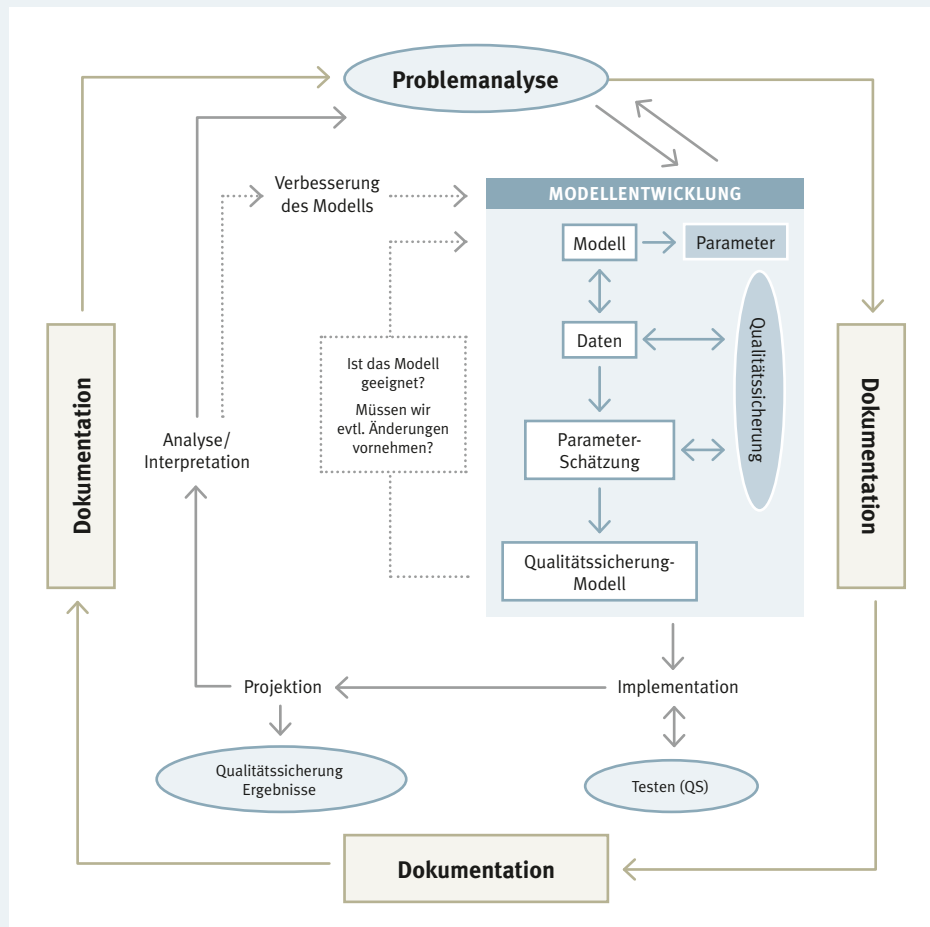 Problemanalyse
Verbesserung
des Modells
MODELLENTWICKLUNG
Modell
Parameter
Daten
Qualitätssicherung
Ist das Modell
geeignet?
Müssen wir
evtl. Änderungen
vornehmen?
Parameter-
Schätzung
Qualitätssicherung-
Modell
Dokumentation
Analyse/
Interpretation
Dokumentation
Projektion
Implementation
Qualitätssicherung
Ergebnisse
Testen (QS)
Dokumentation